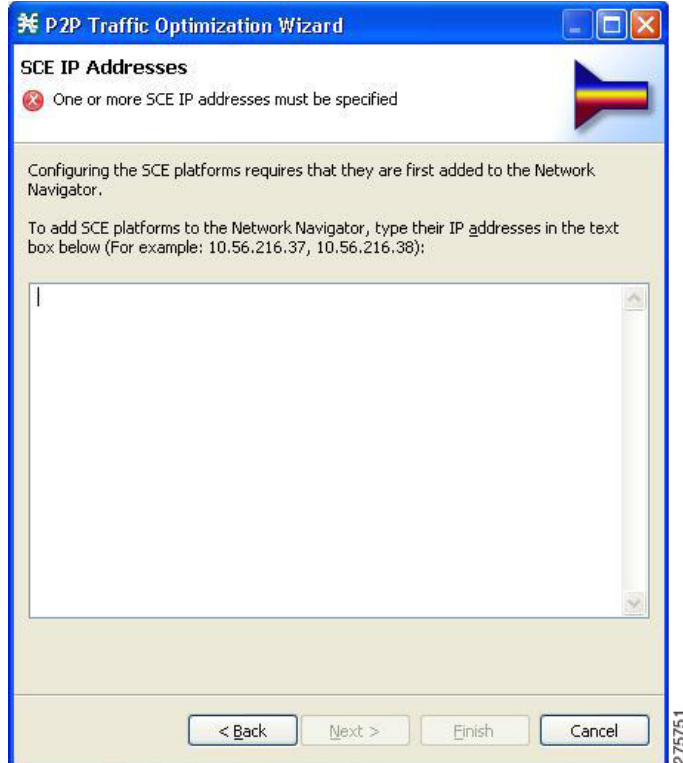 P2P Traffic Optimization Wizard
SCE IP Addresses
One or more SCE IP addresses must be specified
Configuring the SCE platforms requires that they are first added to the Network
Navigator.
To add SCE platforms to the Network Navigator, type their IP addresses in the text
box below (For example: 10.56.216.37, 10.56.216.38):
< Back
Next >
Finish
Cancel
275751